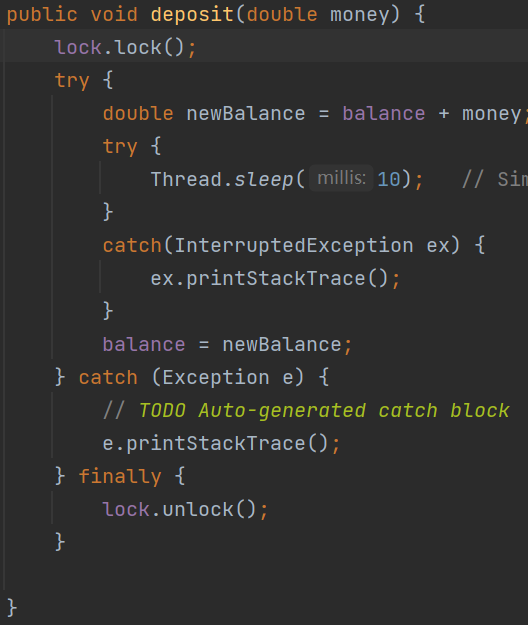 public void deposit(double money) {
lock.lock();
try {
double newBalance = balance + money;
try {
Thread.sleep( millis: 10); //
}
catch(InterruptedException ex) {
ex.printStackTrace();
}
balance = newBalance;
} catch (Exception e) {
// TODO Auto-generated catch block
e.printStackTrace();
} finally {
lock.unlock();
}
}